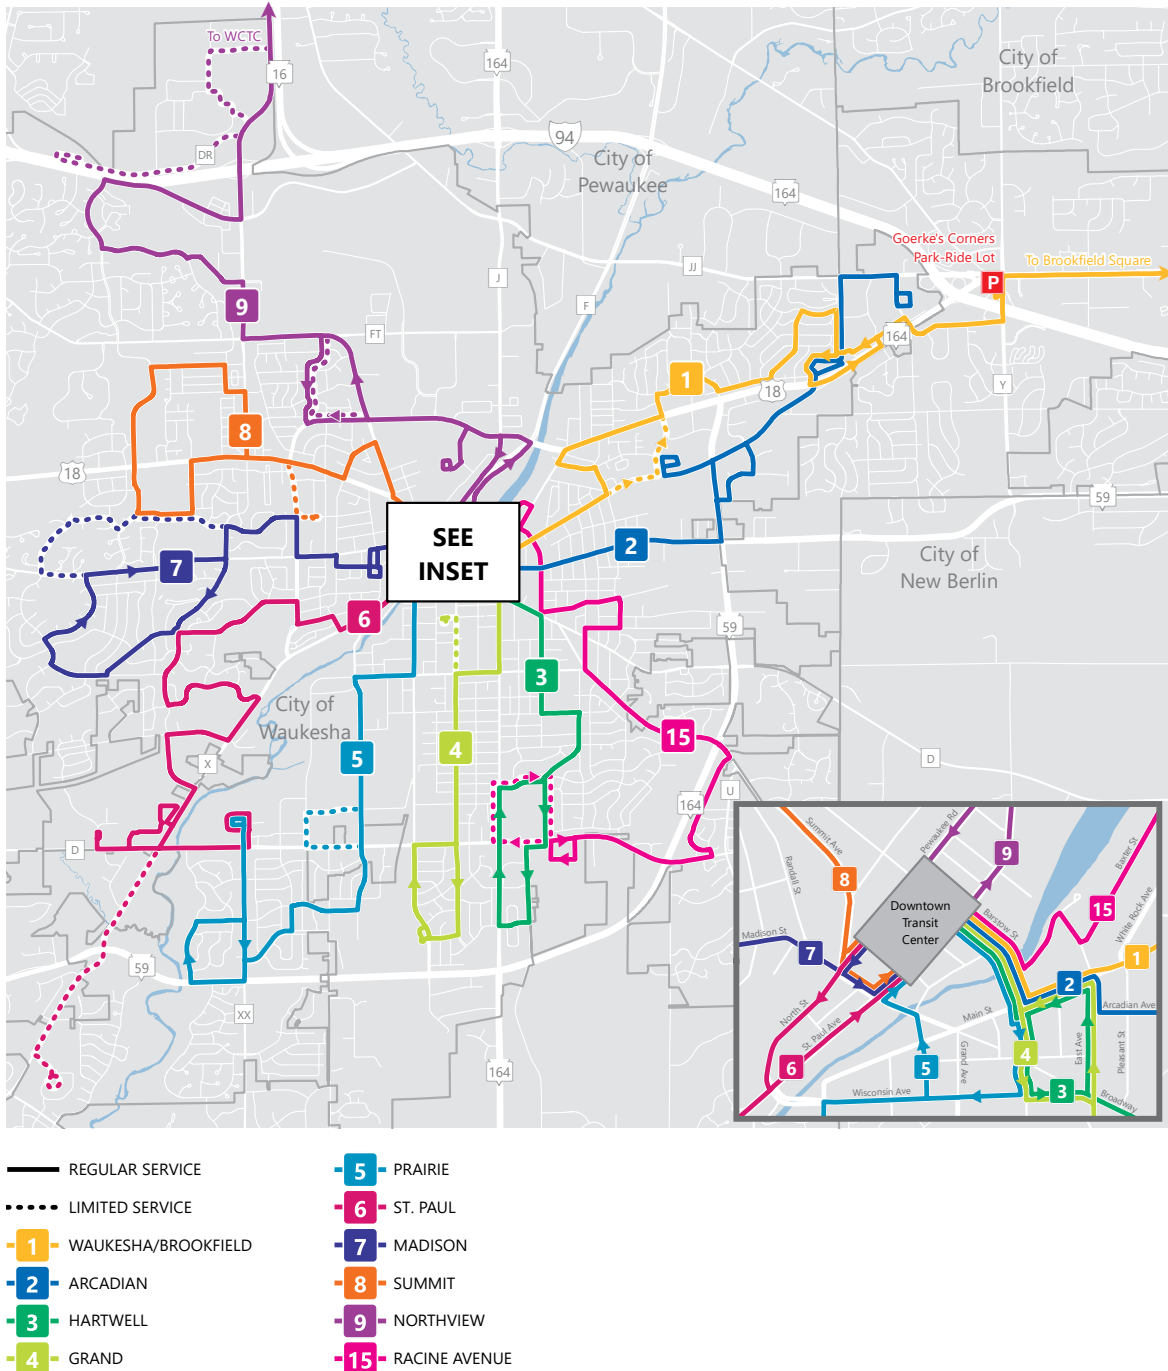 To WCTC
16
164
City of
Brookfield
94
DR
City of
Pewaukee
164
Goerke's Corners
Park-Ride Lot
To Brookfield Square
P
JJ
J
F
9
FT
164
1
18
Y
8
18
59
SEE
INSET
2
City of
New Berlin
7
6
59
3
City of
Waukesha
15
4
5
X
D
U
164
D
59
XX
164
Summit Ave
Pewaukee Rd
Baxter St
Randall St
8
9
Downtown
Transit
Center
15
Barstow St
White Rock Ave
Madison St
7
1
2
Arcadian Ave
North St
St. Paul Ave
Main St
Grand Ave
East Ave
Pleasant St
4
6
5
Wisconsin Ave
3
Broadway
REGULAR SERVICE
LIMITED SERVICE
1 WAUKESHA/BROOKFIELD
2 ARCADIAN
3 HARTWELL
4 GRAND
5 PRAIRIE
6 ST. PAUL
7 MADISON
8 SUMMIT
9 NORTHVIEW
15 RACINE AVENUE